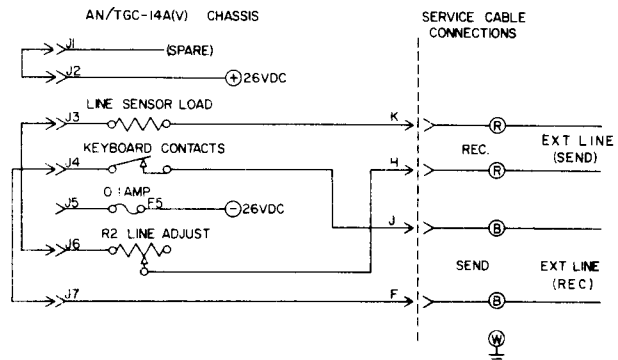 AN/TGC-14A(V) CHASSIS
SERVICE CABLE
CONNECTIONS
J1 (SPARE)
J2 + 26VDC
LINE SENSOR LOAD
J3 K R
EXT LINE
(SEND)
KEYBOARD CONTACTS
J4 H REC. R
0.1AMP
J5 F5 − 26VDC
J B
R2 LINE ADJUST
J6
SEND EXT LINE
(REC)
J7 F B
W